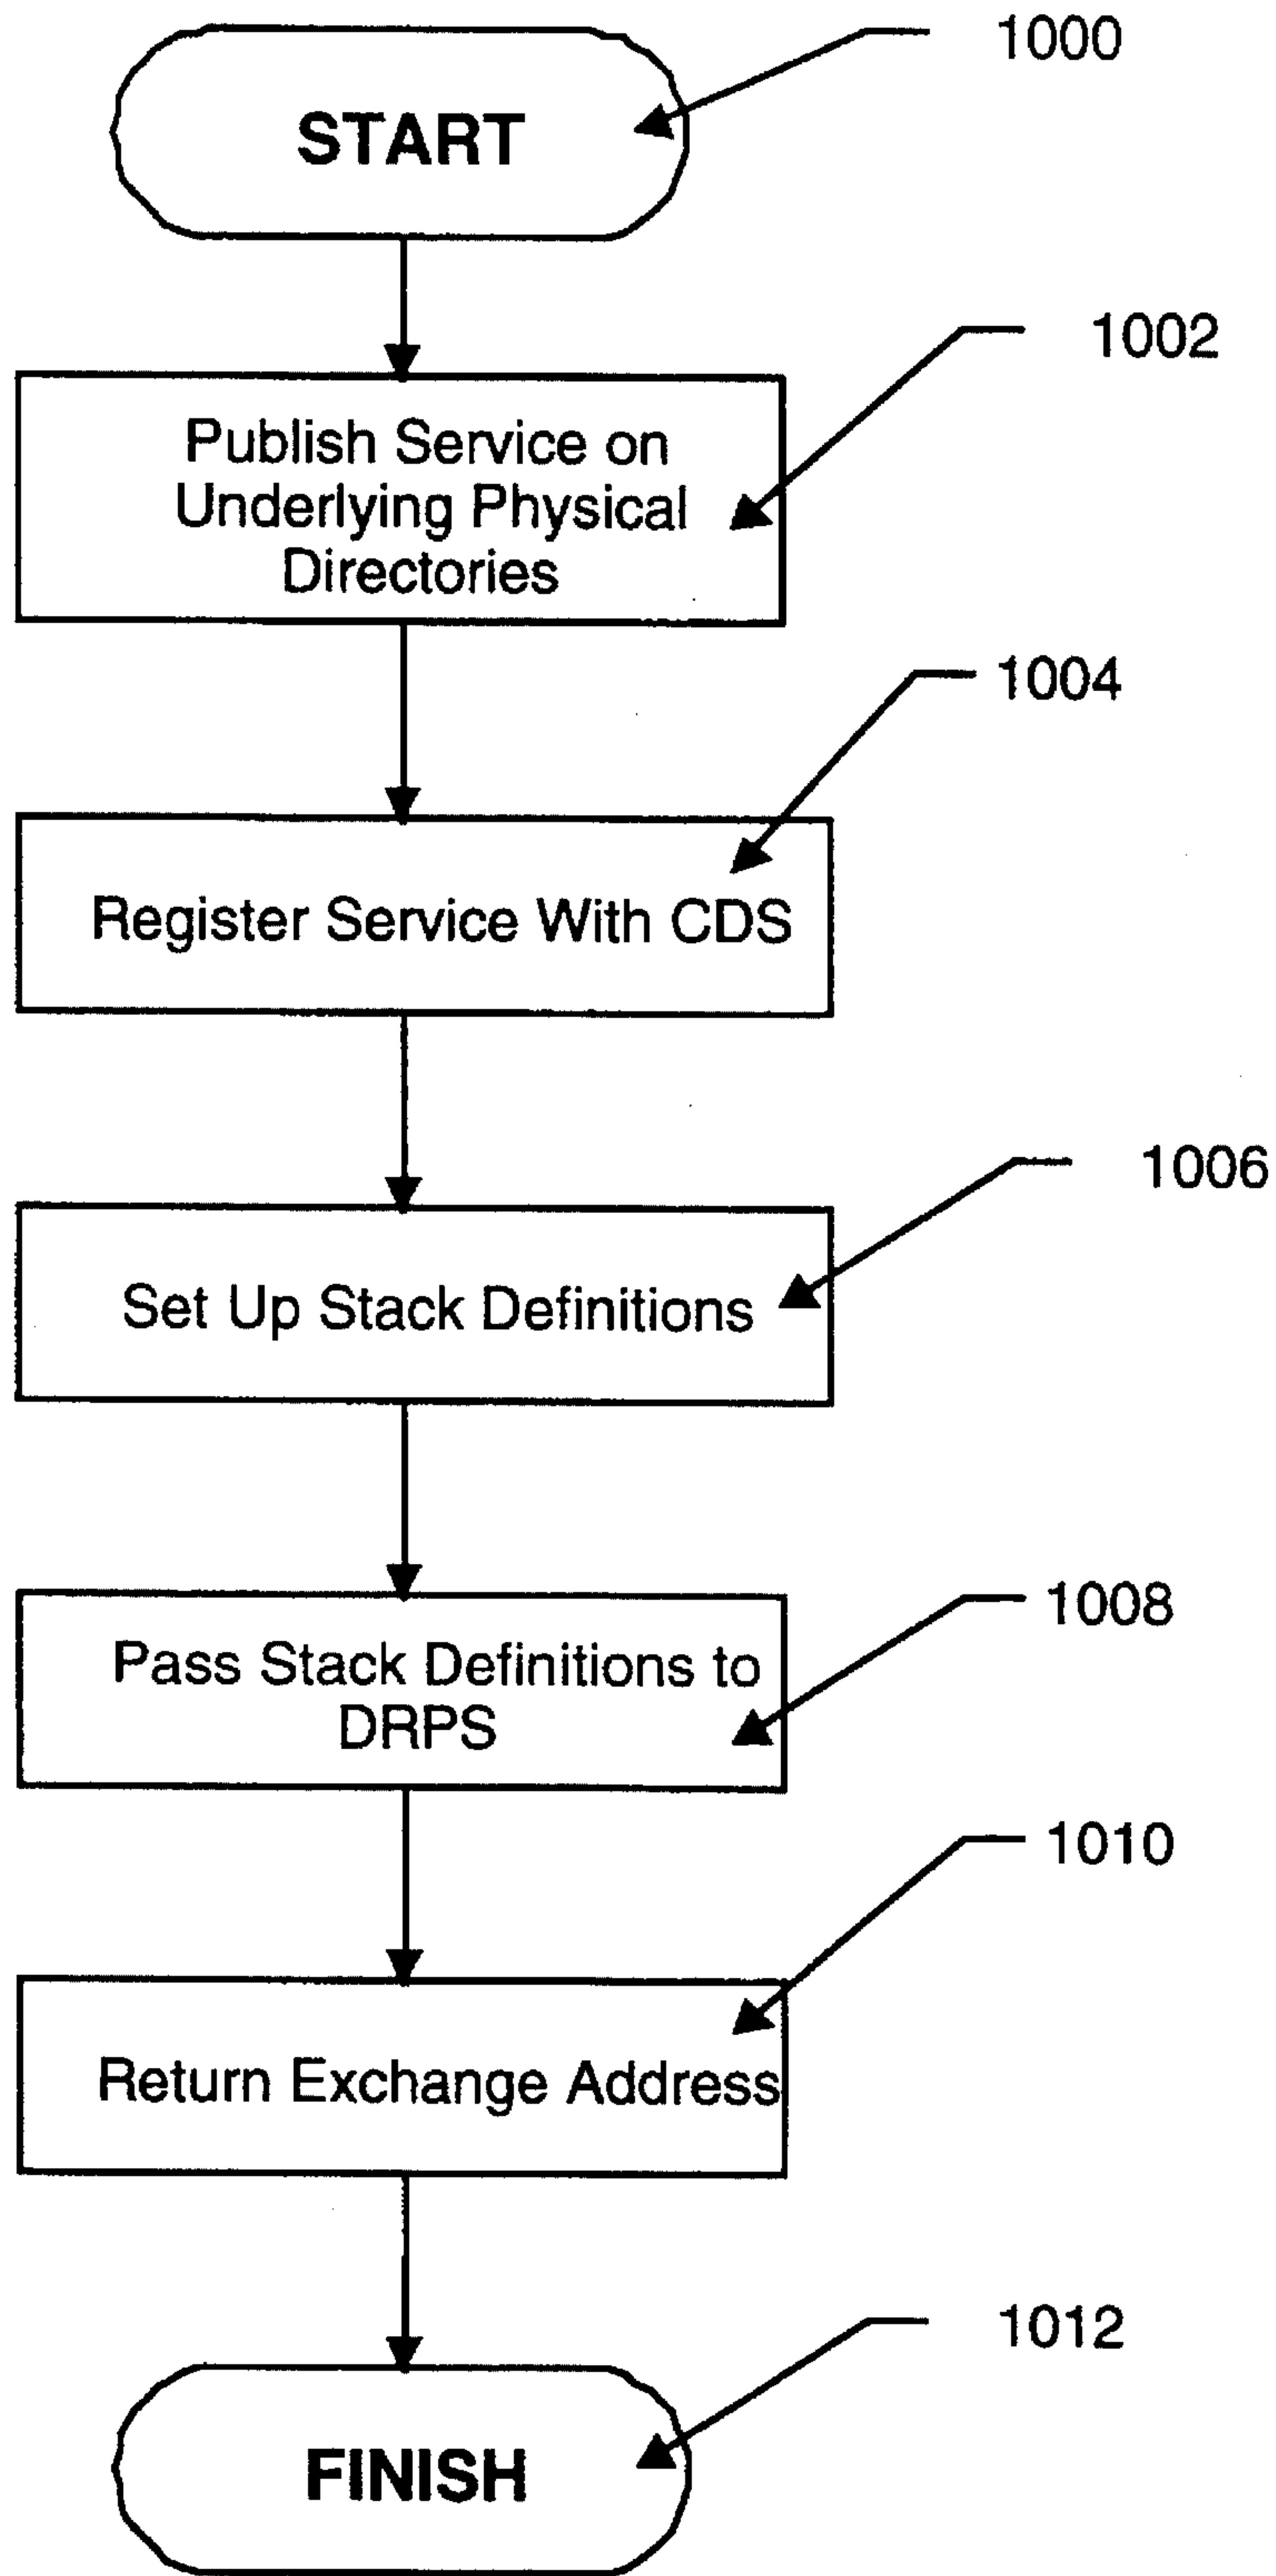 1000
START
1002
Publish Service on
Underlying Physical
Directories
1004
Register Service With CDS
1006
Set Up Stack Definitions
1008
Pass Stack Definitions to
DRPS
1010
Return Exchange Address
1012
FINISH